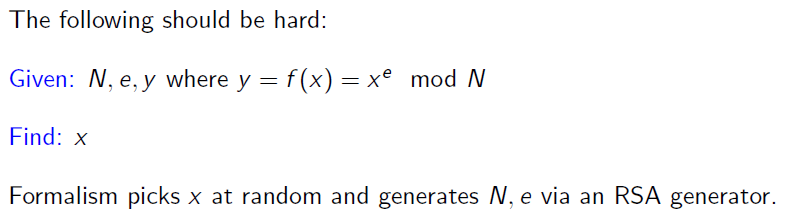 The following should be hard:
Given: N, e, y where y = f(x) = xᵉ mod N
Find: x
Formalism picks x at random and generates N, e via an RSA generator.